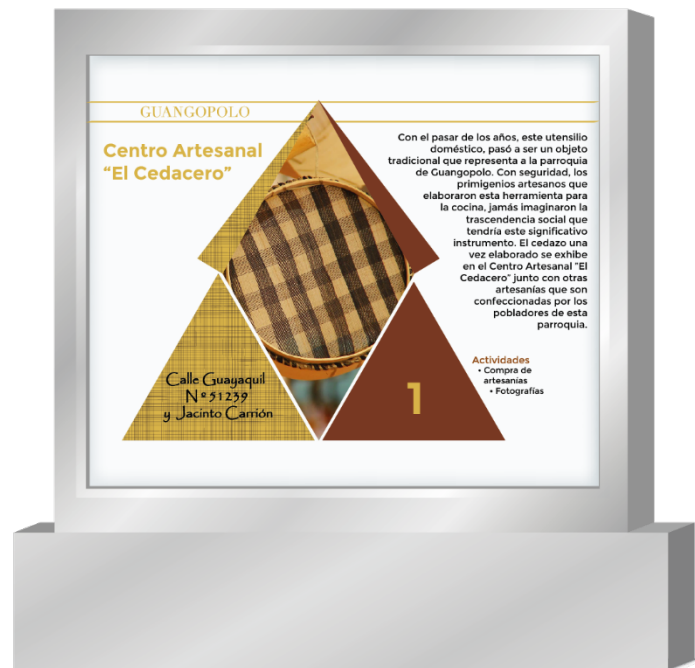 GUANGOPOLO
Centro Artesanal
“El Cedacero”
Con el pasar de los años, este utensilio
doméstico, pasó a ser un objeto
tradicional que representa a la parroquia
de Guangopolo. Con seguridad, los
primigenios artesanos que
elaboraron esta herramienta para
la cocina, jamás imaginaron la
trascendencia social que
tendría este significativo
instrumento. El cedazo una
vez elaborado se exhibe
en el Centro Artesanal "El
Cedacero" junto con otras
artesanías que son
confeccionadas por los
pobladores de esta
parroquia.
Calle Guayaquil
Nº 51239
y Jacinto Carrión
1
Actividades
• Compra de
artesanías
• Fotografías